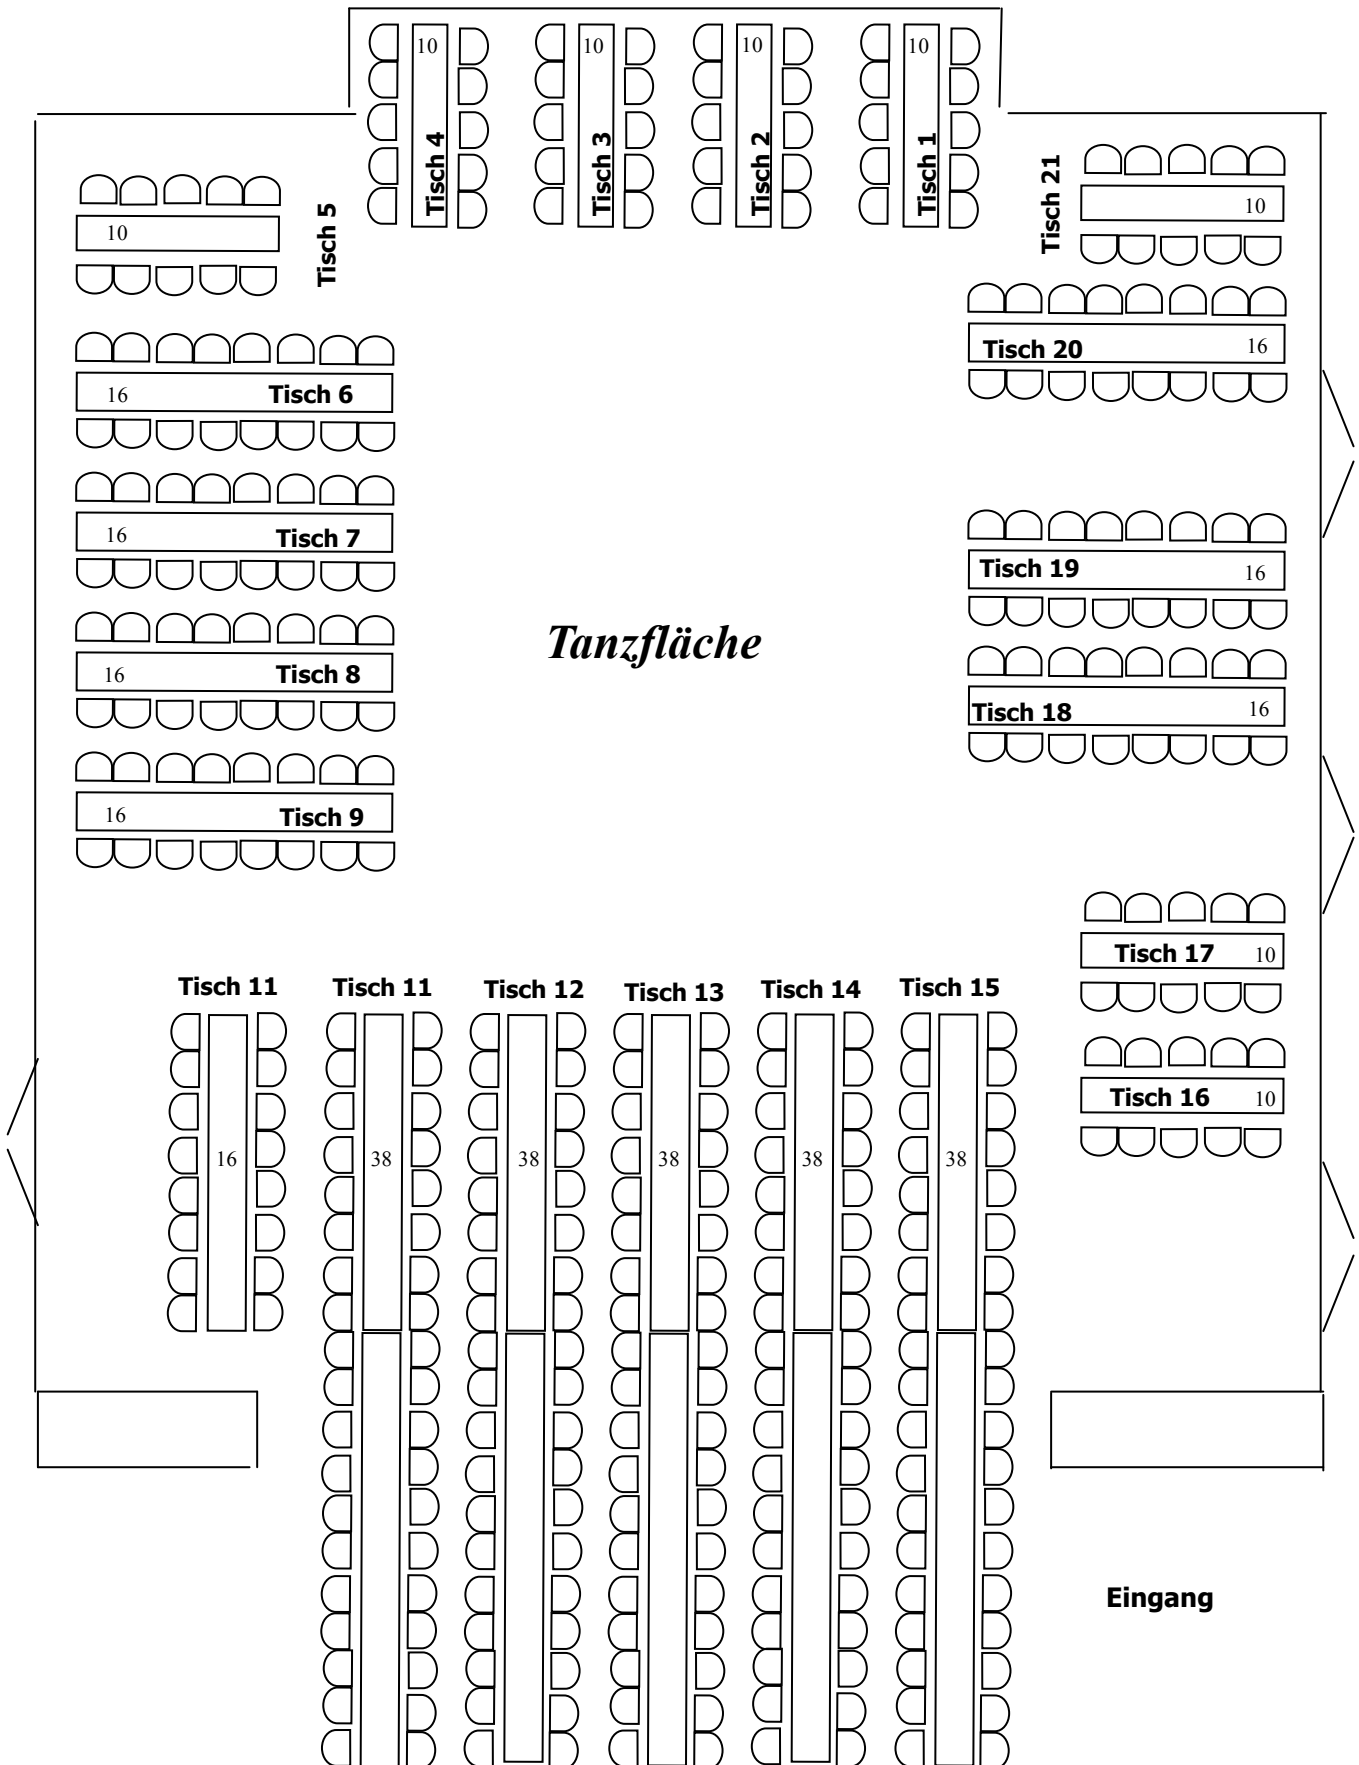 10 10 10 10
Tisch 4 Tisch 3 Tisch 2 Tisch 1
Tisch 5
10
Tisch 21
10
Tisch 20 16
16 Tisch 6
16 Tisch 7
Tisch 19 16
Tanzfläche
16 Tisch 8
Tisch 18 16
16 Tisch 9
Tisch 17 10
Tisch 11 Tisch 11 Tisch 12 Tisch 13 Tisch 14 Tisch 15
Tisch 16 10
16 38 38 38 38 38
Eingang